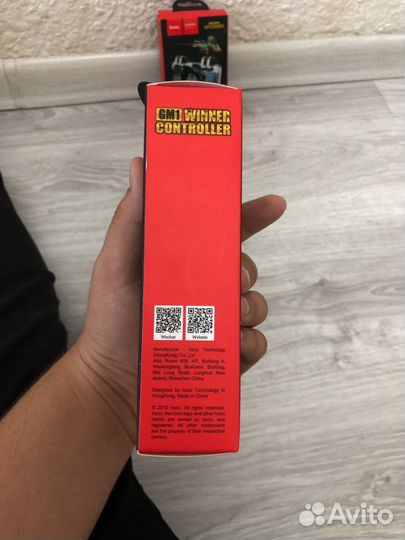 hoco.
GM1 WINNER
CONTROLLER
Wechat Website
Manufacturer : hoco Technology
(HongKong) Co.,Ltd
Add: Room 408, 4/F, Building A,
Business Building,
Mei Long Road, Longhua New
district, Shenzhen China
Designed by hoco Technology in
HongKong, Made in China
hoco. All rights reserved.
hoco, the hoco logo and other hoco
marks are owned by hoco. and
registered. All other trademarks
are the property of their respective
owners.
Avito